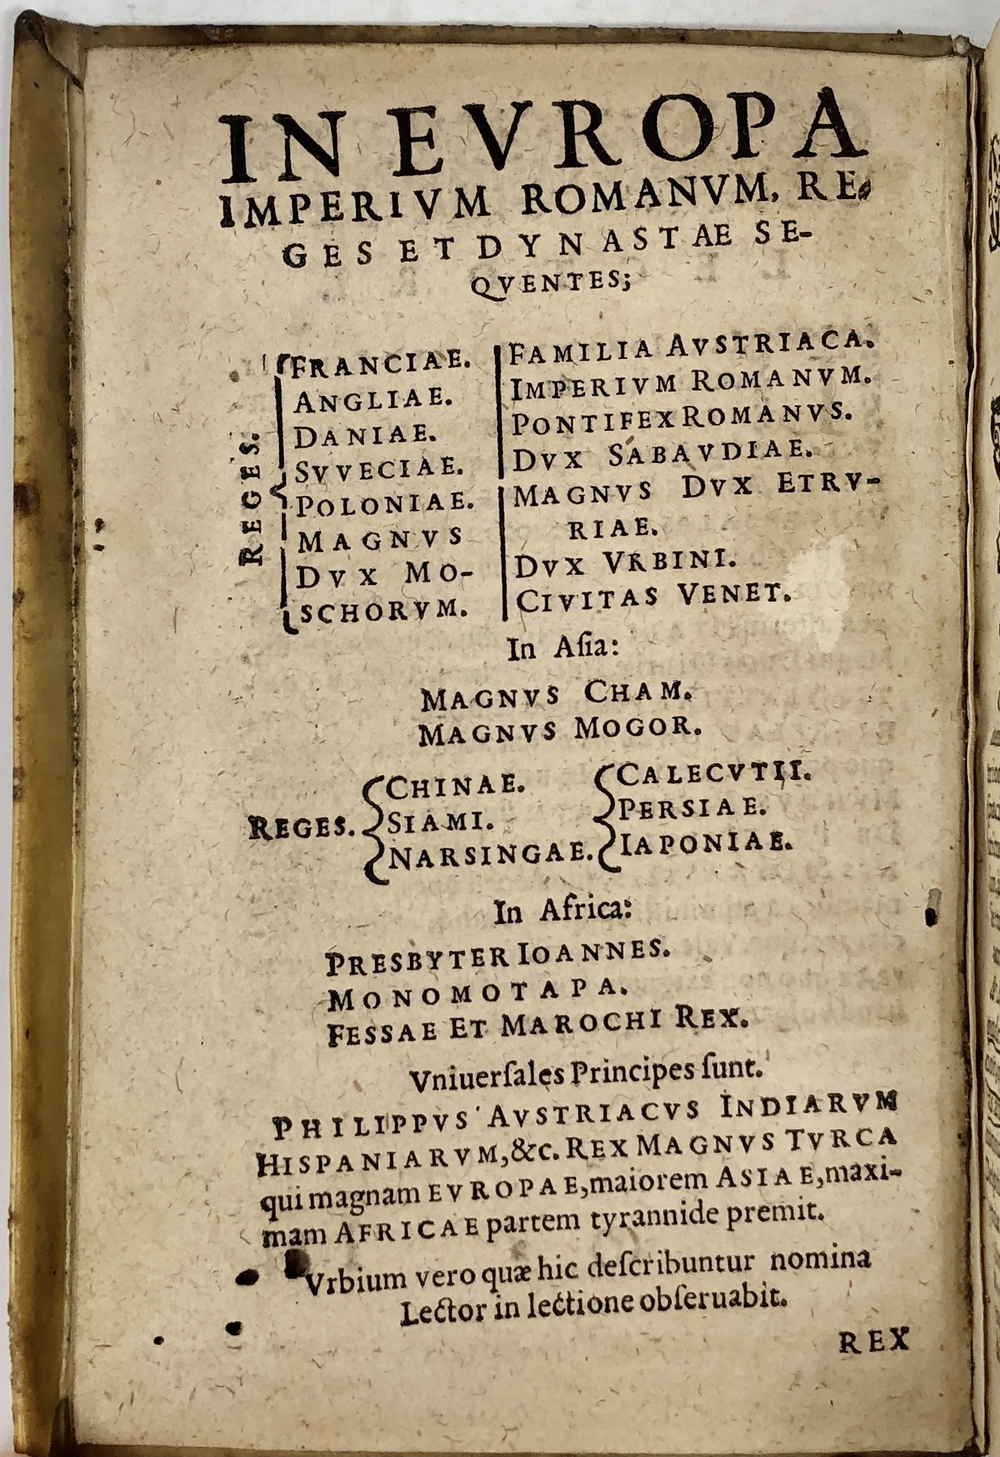 IN EVROPA
IMPERIVM ROMANVM, RE-
GES ET DYNASTAE SE-
QVENTES;
REGES.
FRANCIAE.
ANGLIAE.
DANIAE.
SVVECIAE.
POLONIAE.
MAGNVS
DVX MO-
SCHORVM.
FAMILIA AVSTRIACA.
IMPERIVM ROMANVM.
PONTIFEX ROMANVS.
DVX SABAVDIAE.
MAGNVS DVX ETRV-
RIAE.
DVX VRBINI.
CIVITAS VENET.
In Aſia:
MAGNVS CHAM.
MAGNVS MOGOR.
REGES.
CHINAE.
SIAMI.
NARSINGAE.
CALECVTII.
PERSIAE.
IAPONIAE.
In Africa:
PRESBYTER IOANNES.
MONOMOTAPA.
FESSAE ET MAROCHI REX.
Vniuerſales Principes ſunt.
PHILIPPVS AVSTRIACVS INDIARVM
HISPANIARVM,&c. REX MAGNVS TVRCA
qui magnam EVROPAE, maiorem ASIAE, maxi-
mam AFRICAE partem tyrannide premit.
Vrbium vero quæ hic deſcribuntur nomina
Lector in lectione obſeruabit.
REX